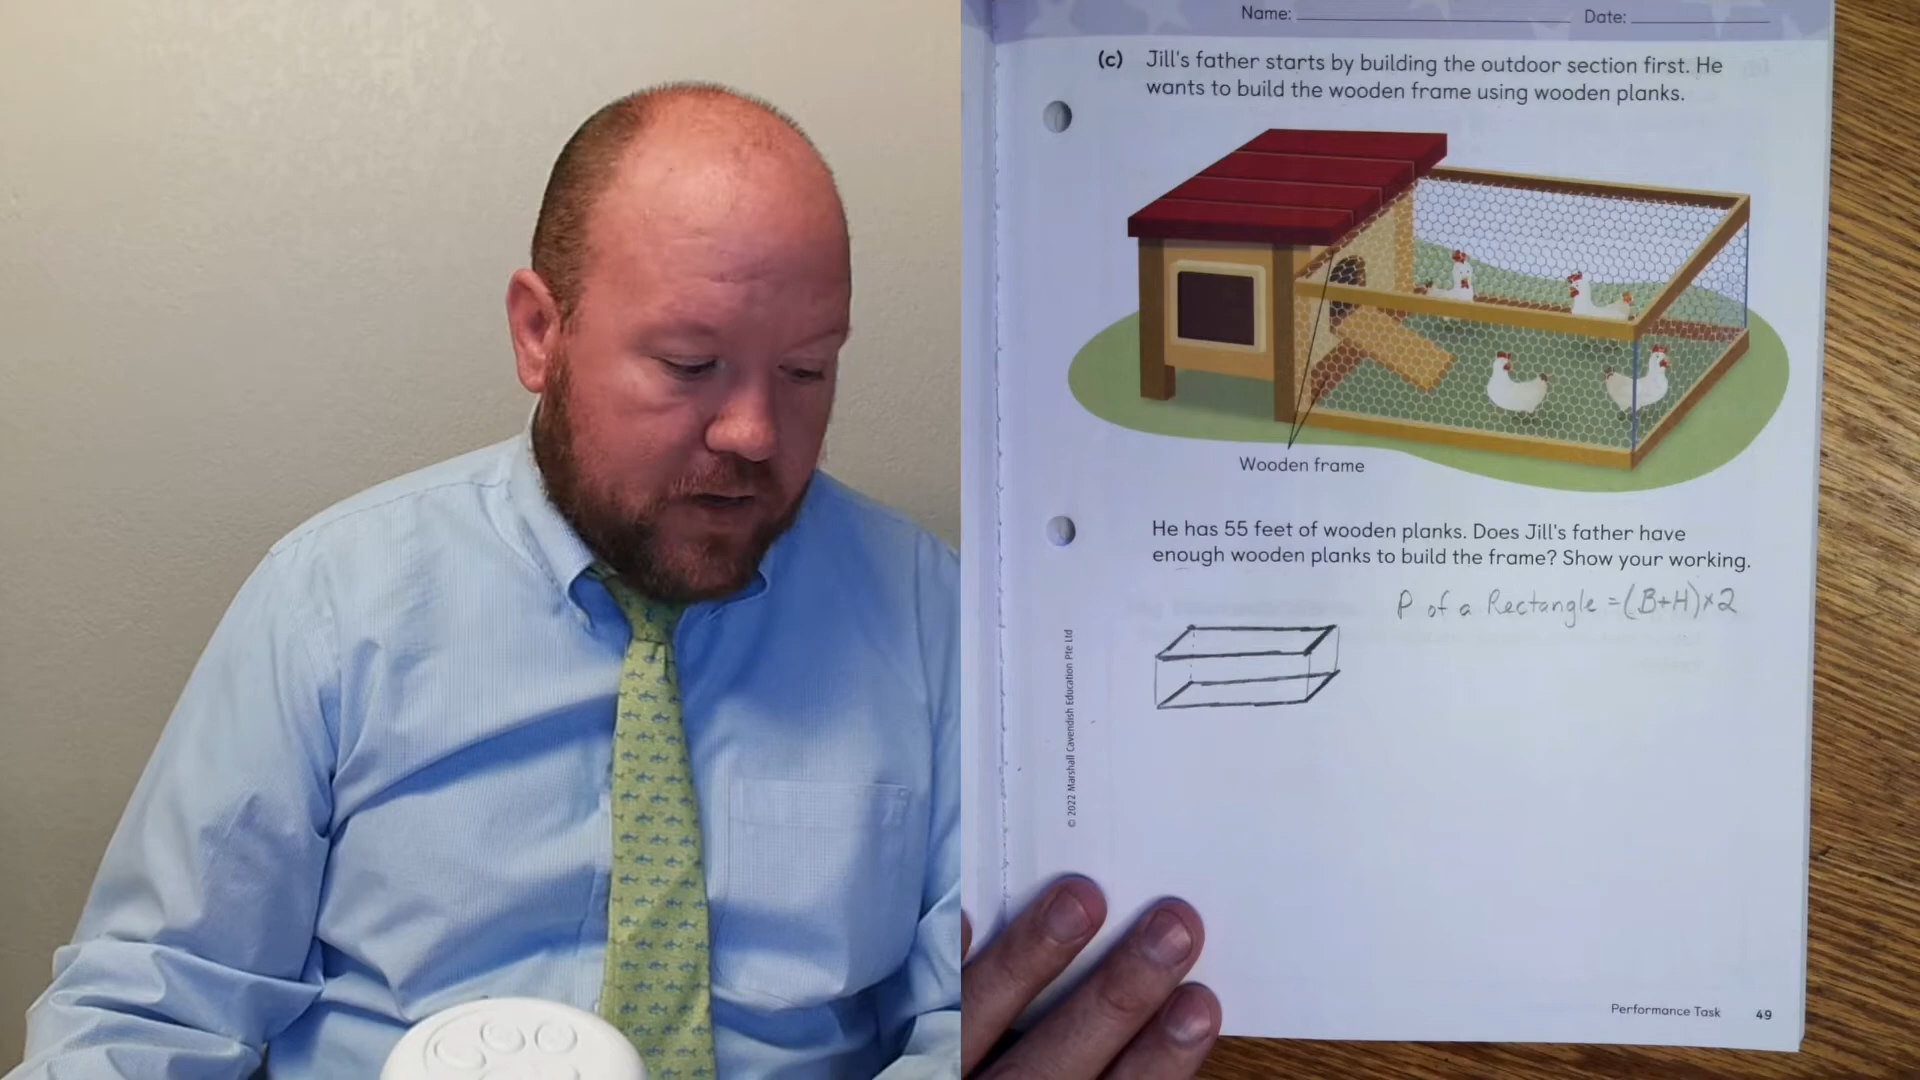 Name: Date:
(c) Jill's father starts by building the outdoor section first. He
wants to build the wooden frame using wooden planks.
Wooden frame
He has 55 feet of wooden planks. Does Jill's father have
enough wooden planks to build the frame? Show your working.
P of a Rectangle = (B+H)×2
© 2022 Marshall Cavendish Education Pte Ltd
Performance Task 49